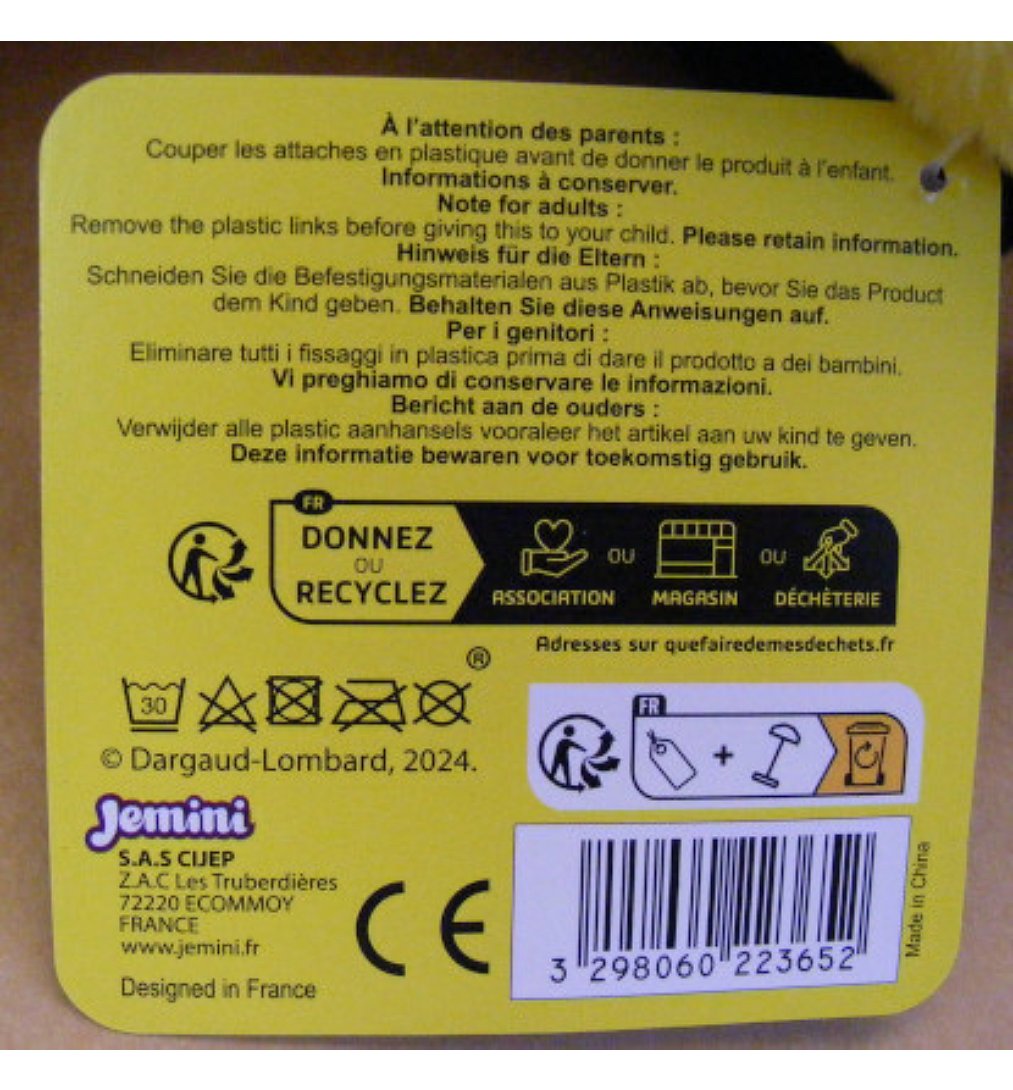 À l'attention des parents :
Couper les attaches en plastique avant de donner le produit à l'enfant.
Informations à conserver.
Note for adults :
Remove the plastic links before giving this to your child. Please retain information.
Hinweis für die Eltern :
Schneiden Sie die Befestigungsmaterialen aus Plastik ab, bevor Sie das Product
dem Kind geben. Behalten Sie diese Anweisungen auf.
Per i genitori :
Eliminare tutti i fissaggi in plastica prima di dare il prodotto a dei bambini.
Vi preghiamo di conservare le informazioni.
Bericht aan de ouders :
Verwijder alle plastic aanhansels vooraleer het artikel aan uw kind te geven.
Deze informatie bewaren voor toekomstig gebruik.
FR
DONNEZ
OU
RECYCLEZ
ASSOCIATION
OU
MAGASIN
OU
DÉCHÈTERIE
Adresses sur quefairedemesdechets.fr
®
30
© Dargaud-Lombard, 2024.
FR
+
Jemini
S.A.S CIJEP
Z.A.C Les Truberdières
72220 ECOMMOY
FRANCE
www.jemini.fr
Designed in France
CE
3 298060 223652
Made in China